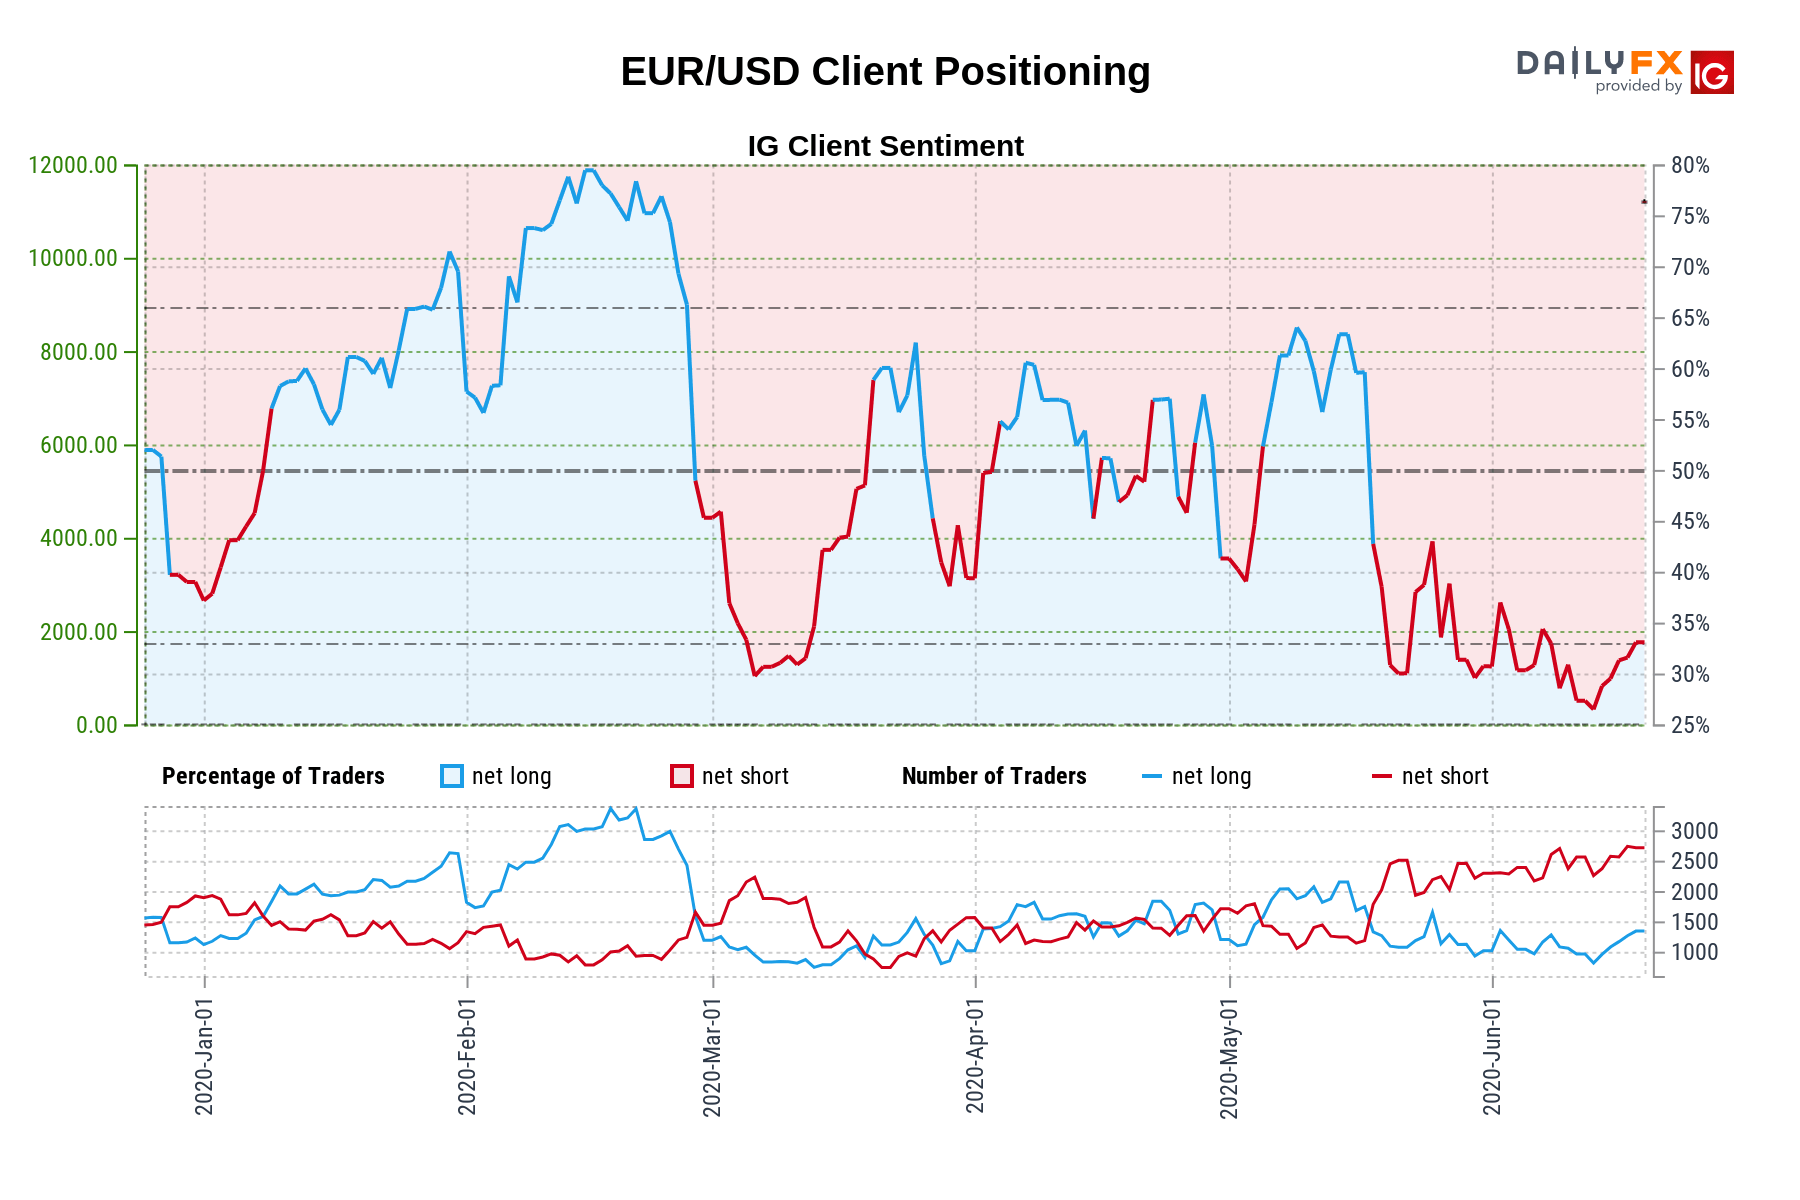 EUR/USD Client Positioning
DAILYFX
provided by IG
IG Client Sentiment
12000.00
10000.00
8000.00
6000.00
4000.00
2000.00
0.00
80%
75%
70%
65%
60%
55%
50%
45%
40%
35%
30%
25%
Percentage of Traders net long net short Number of Traders net long net short
3000
2500
2000
1500
1000
2020-Jan-01
2020-Feb-01
2020-Mar-01
2020-Apr-01
2020-May-01
2020-Jun-01